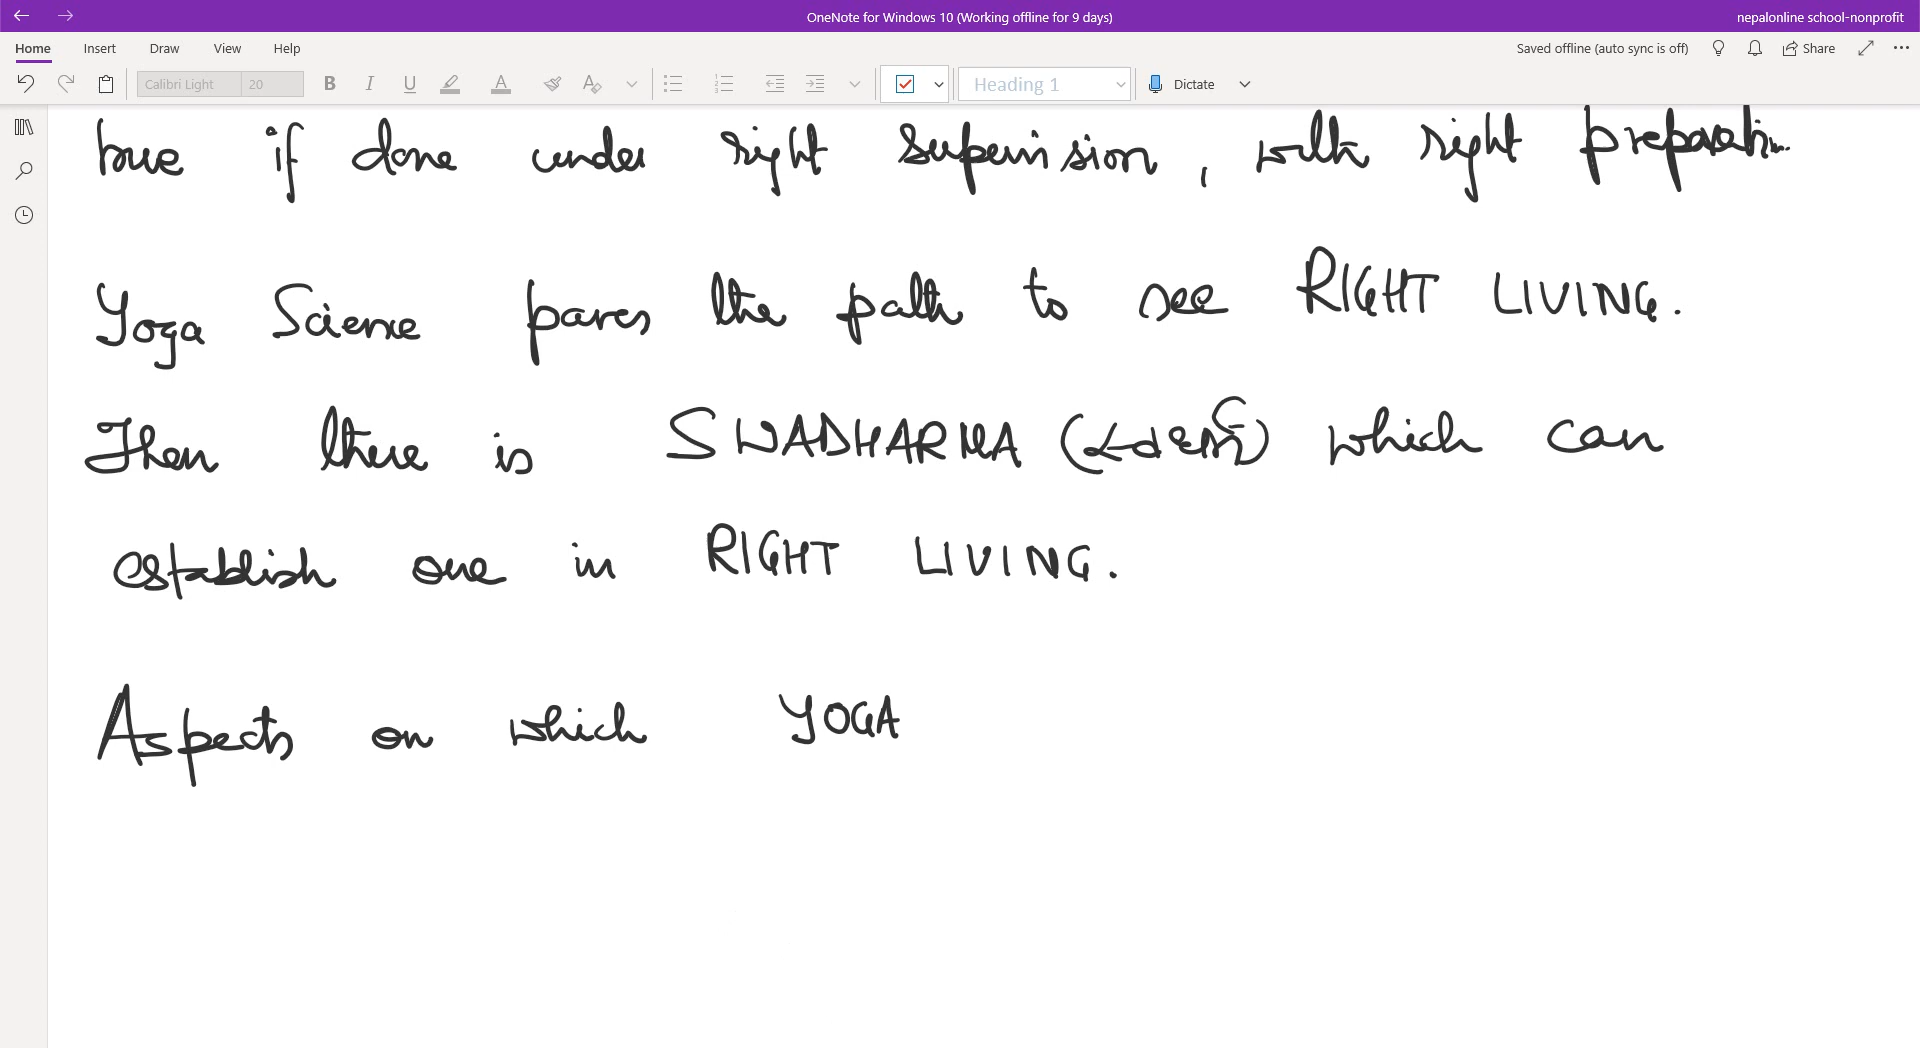 OneNote for Windows 10 (Working offline for 9 days)
nepalonline school-nonprofit
Home Insert Draw View Help
Saved offline (auto sync is off) Share
Calibri Light 20 B I U A Heading 1 Dictate
true if done under right supervision, with right preparation.
Yoga Science paves the path to see RIGHT LIVING.
Then there is SWADHARMA (स्वधर्म) which can
establish one in RIGHT LIVING.
Aspects on which YOGA